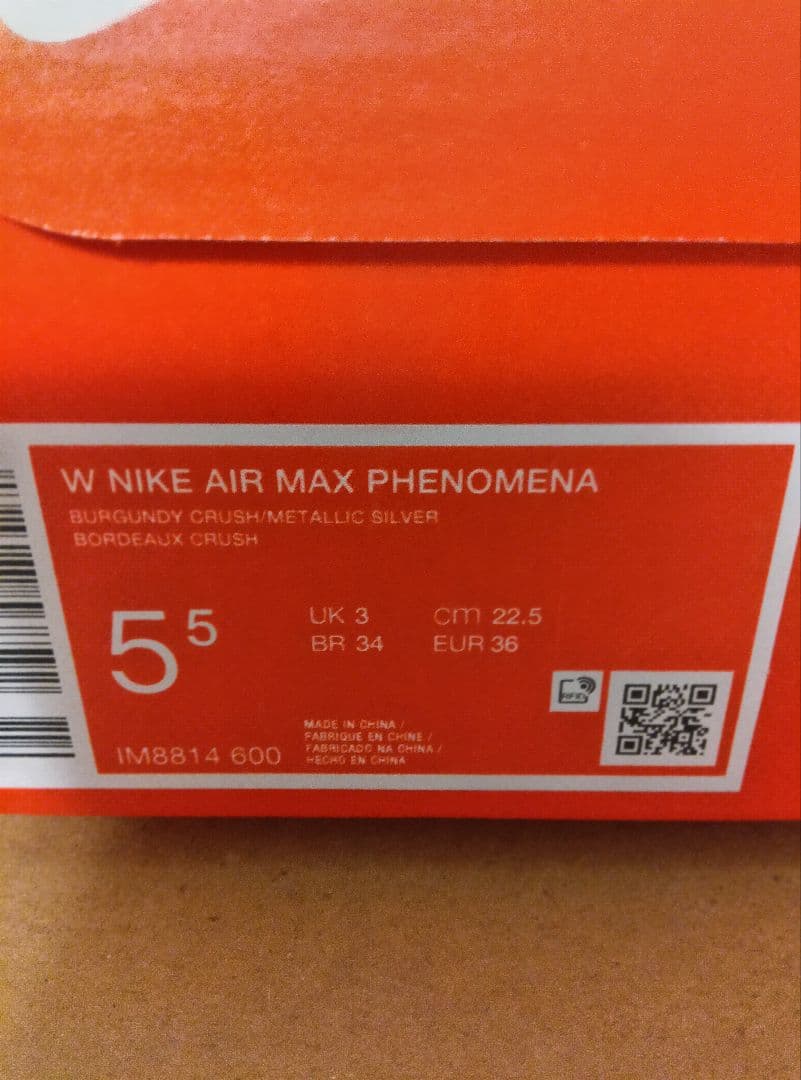 W NIKE AIR MAX PHENOMENA
BURGUNDY CRUSH/METALLIC SILVER
BORDEAUX CRUSH
5 5
UK 3 cm 22.5
BR 34 EUR 36
RFID
MADE IN CHINA /
FABRIQUE EN CHINE /
FABRICADO NA CHINA /
HECHO EN CHINA
IM8814 600